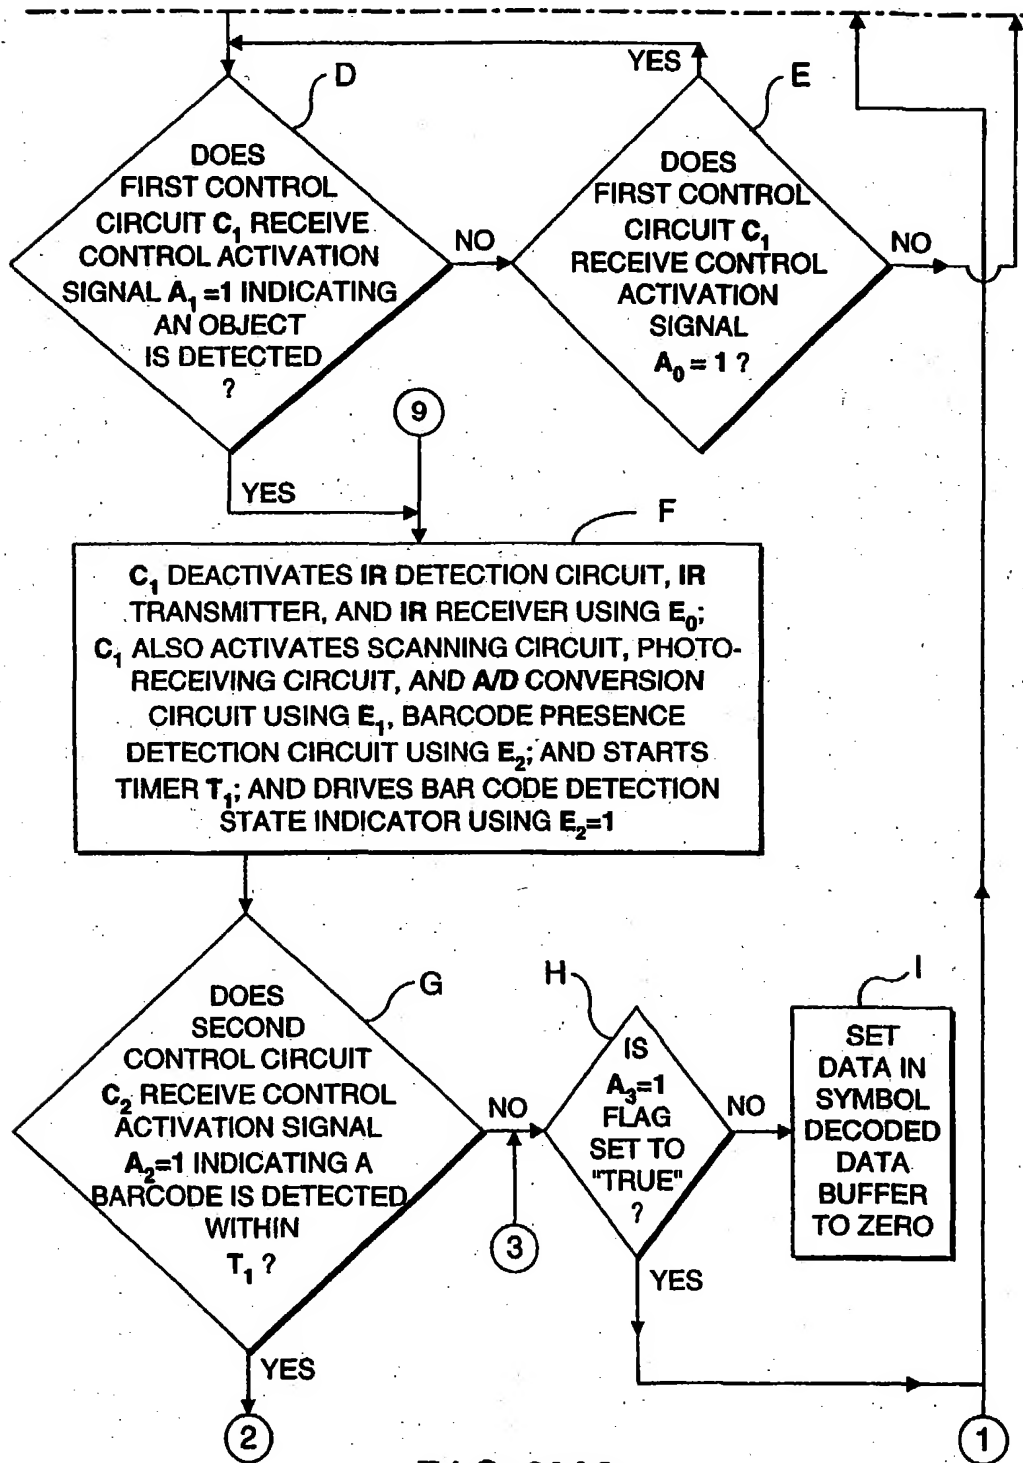 YES
D
E
DOES
FIRST CONTROL
CIRCUIT C₁ RECEIVE
CONTROL ACTIVATION
SIGNAL A₁=1 INDICATING
AN OBJECT
IS DETECTED
?
NO
DOES
FIRST CONTROL
CIRCUIT C₁
RECEIVE CONTROL
ACTIVATION
SIGNAL
A₀ = 1 ?
NO
9
YES
F
C₁ DEACTIVATES IR DETECTION CIRCUIT, IR
TRANSMITTER, AND IR RECEIVER USING E₀;
C₁ ALSO ACTIVATES SCANNING CIRCUIT, PHOTO-
RECEIVING CIRCUIT, AND A/D CONVERSION
CIRCUIT USING E₁, BARCODE PRESENCE
DETECTION CIRCUIT USING E₂; AND STARTS
TIMER T₁; AND DRIVES BAR CODE DETECTION
STATE INDICATOR USING E₂=1
G
DOES
SECOND
CONTROL CIRCUIT
C₂ RECEIVE CONTROL
ACTIVATION SIGNAL
A₂=1 INDICATING A
BARCODE IS DETECTED
WITHIN
T₁ ?
NO
3
H
IS
A₃=1
FLAG
SET TO
"TRUE"
?
NO
I
SET
DATA IN
SYMBOL
DECODED
DATA
BUFFER
TO ZERO
YES
YES
2
1